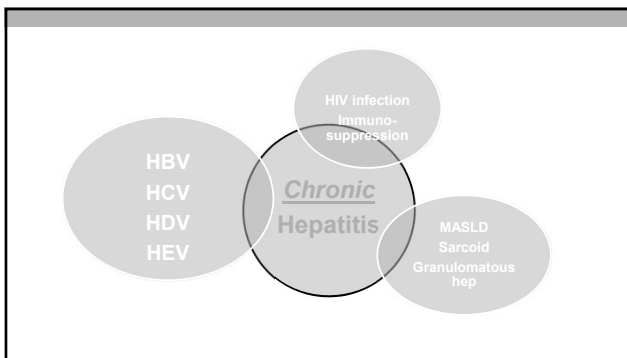 HIV infection
Immuno-
suppression
HBV
HCV
HDV
HEV
Chronic
Hepatitis
MASLD
Sarcoid
Granulomatous
hep